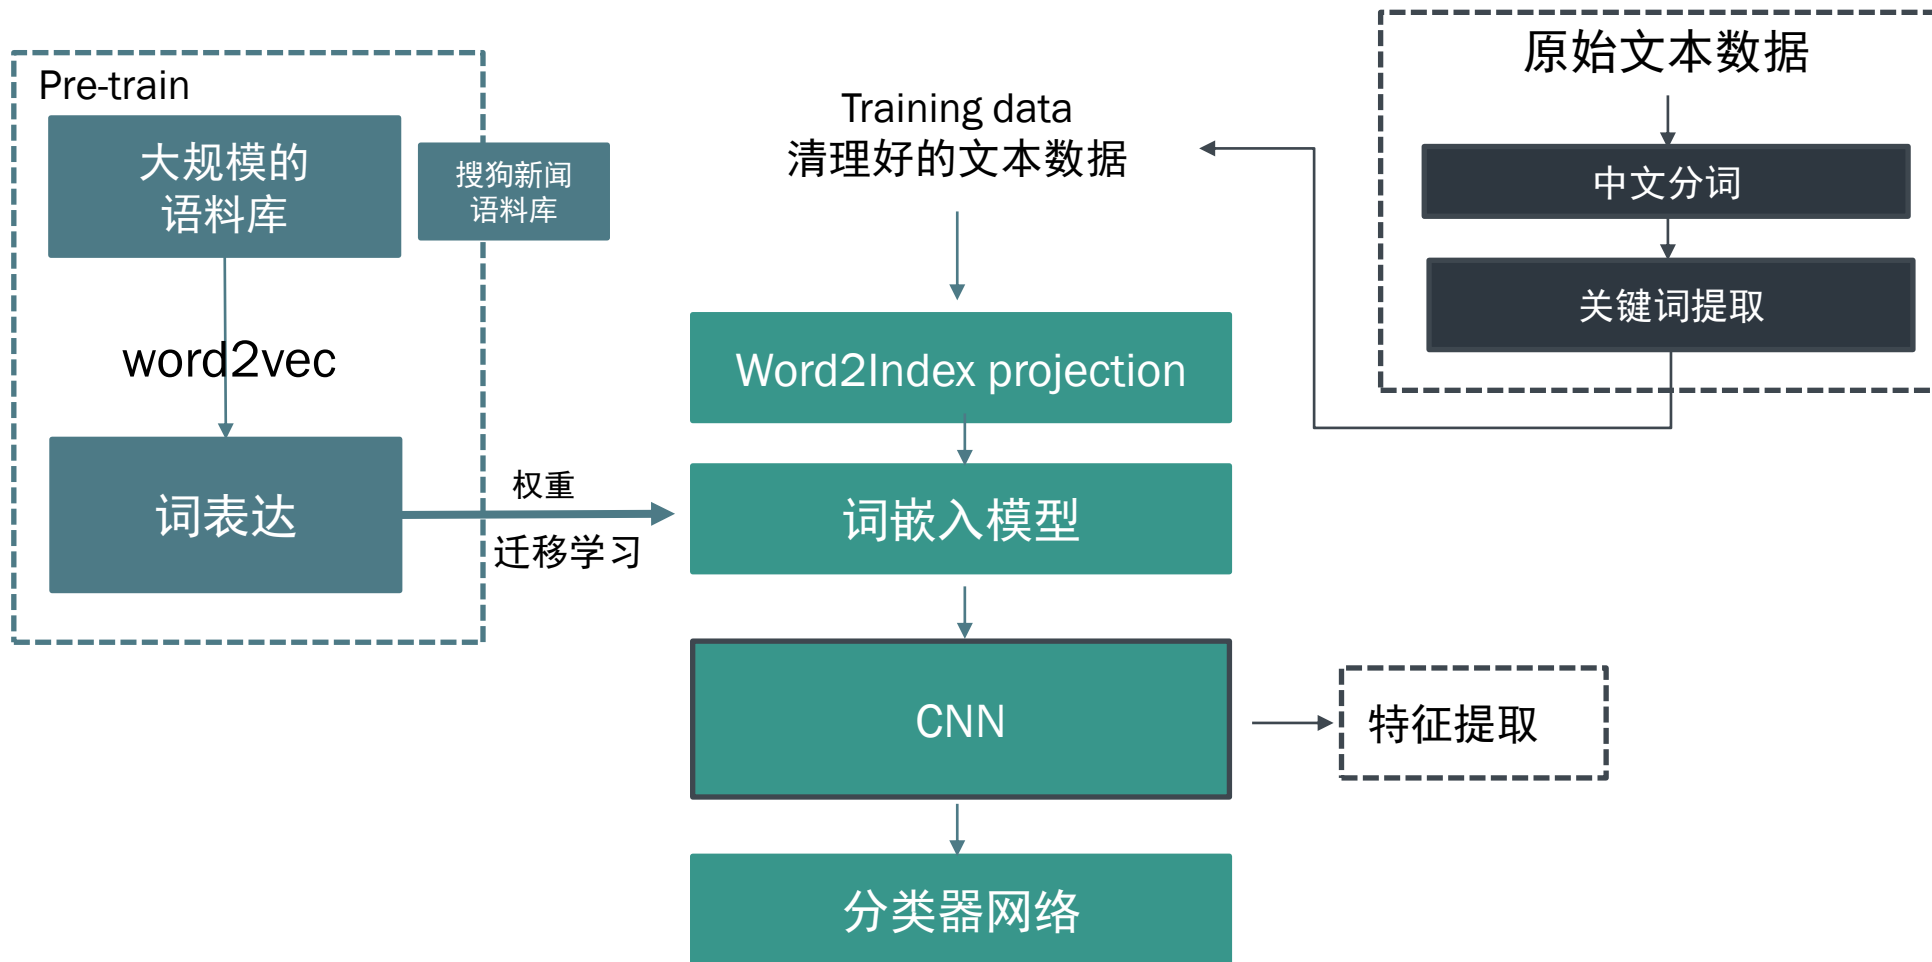 Pre-train
大规模的
语料库
搜狗新闻
语料库
word2vec
词表达
权重
迁移学习
Training data
清理好的文本数据
Word2Index projection
词嵌入模型
CNN
分类器网络
特征提取
原始文本数据
中文分词
关键词提取